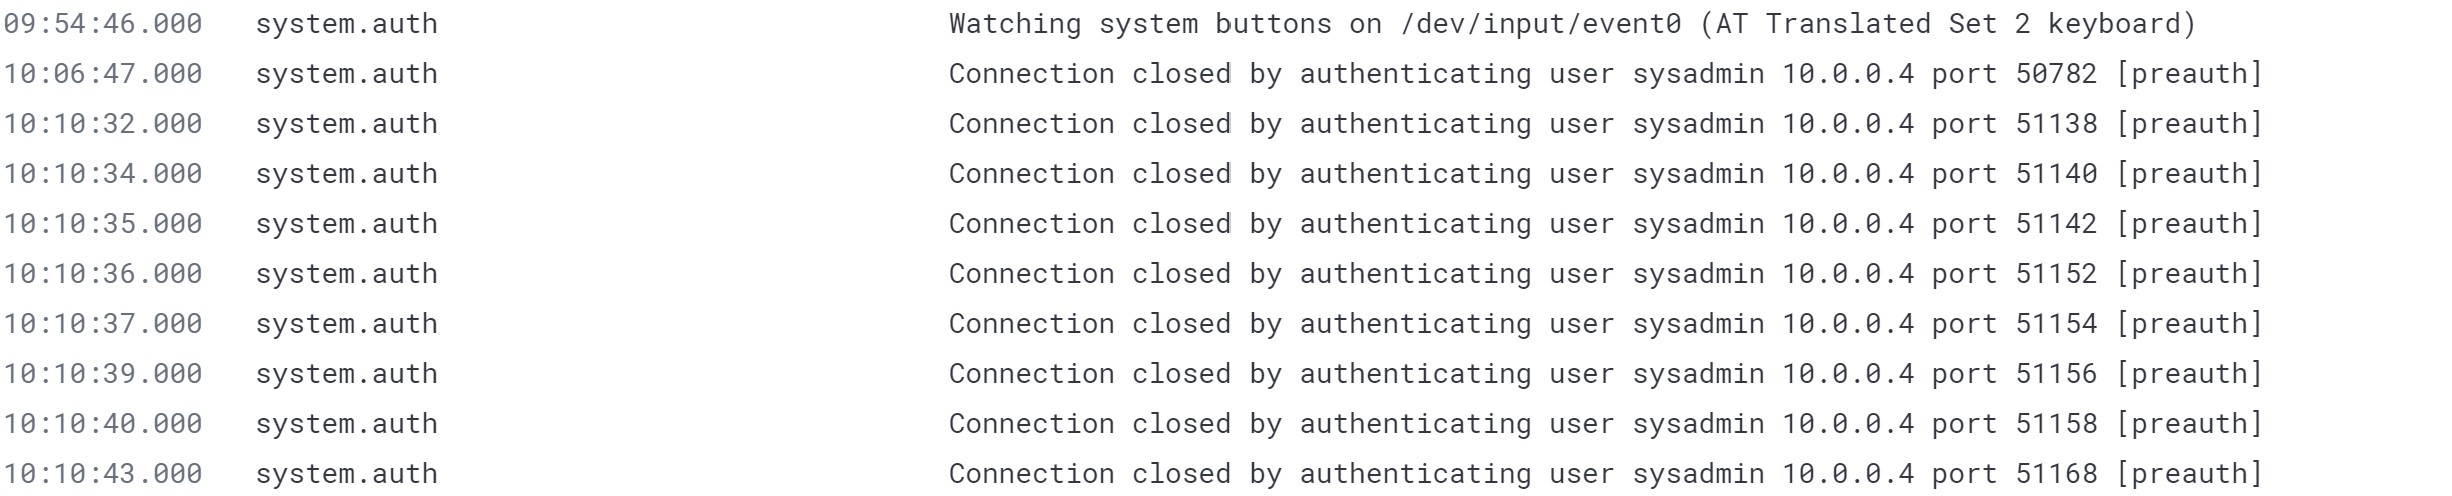 09:54:46.000 system.auth Watching system buttons on /dev/input/event0 (AT Translated Set 2 keyboard)
10:06:47.000 system.auth Connection closed by authenticating user sysadmin 10.0.0.4 port 50782 [preauth]
10:10:32.000 system.auth Connection closed by authenticating user sysadmin 10.0.0.4 port 51138 [preauth]
10:10:34.000 system.auth Connection closed by authenticating user sysadmin 10.0.0.4 port 51140 [preauth]
10:10:35.000 system.auth Connection closed by authenticating user sysadmin 10.0.0.4 port 51142 [preauth]
10:10:36.000 system.auth Connection closed by authenticating user sysadmin 10.0.0.4 port 51152 [preauth]
10:10:37.000 system.auth Connection closed by authenticating user sysadmin 10.0.0.4 port 51154 [preauth]
10:10:39.000 system.auth Connection closed by authenticating user sysadmin 10.0.0.4 port 51156 [preauth]
10:10:40.000 system.auth Connection closed by authenticating user sysadmin 10.0.0.4 port 51158 [preauth]
10:10:43.000 system.auth Connection closed by authenticating user sysadmin 10.0.0.4 port 51168 [preauth]